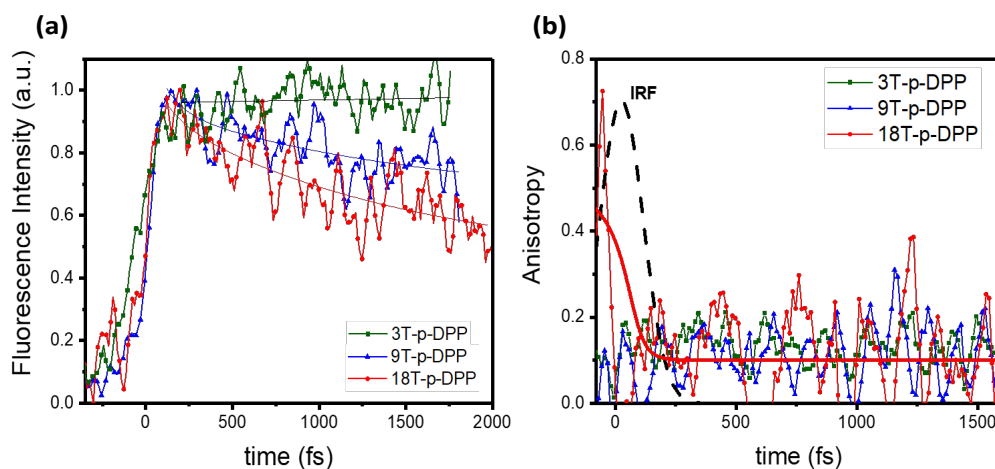 (a)
Fluorescence Intensity (a.u.)
1.0
0.8
0.6
0.4
0.2
0.0
3T-p-DPP
9T-p-DPP
18T-p-DPP
0 500 1000 1500 2000
time (fs)
(b)
Anisotropy
0.8
0.6
0.4
0.2
0.0
IRF
3T-p-DPP
9T-p-DPP
18T-p-DPP
0 500 1000 1500
time (fs)